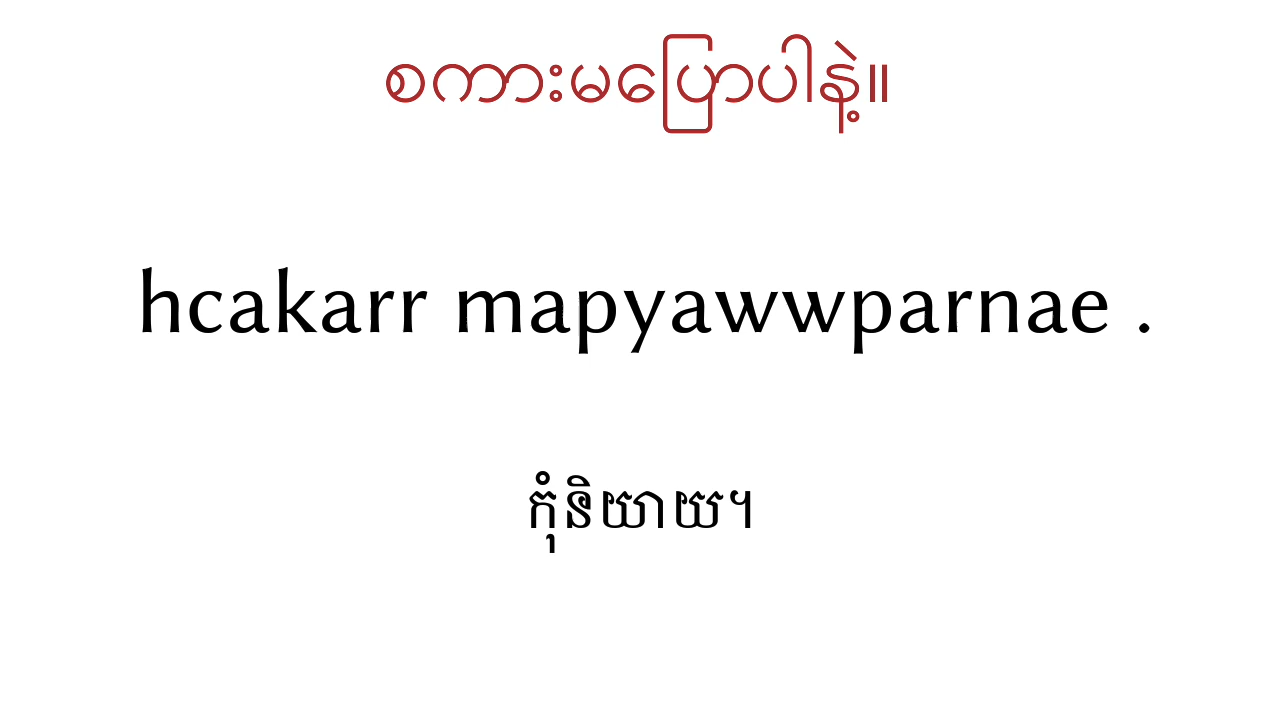 စကားမပြောပါနဲ့။
hcakarr mapyawwparnae .
កុំនិយាយ។